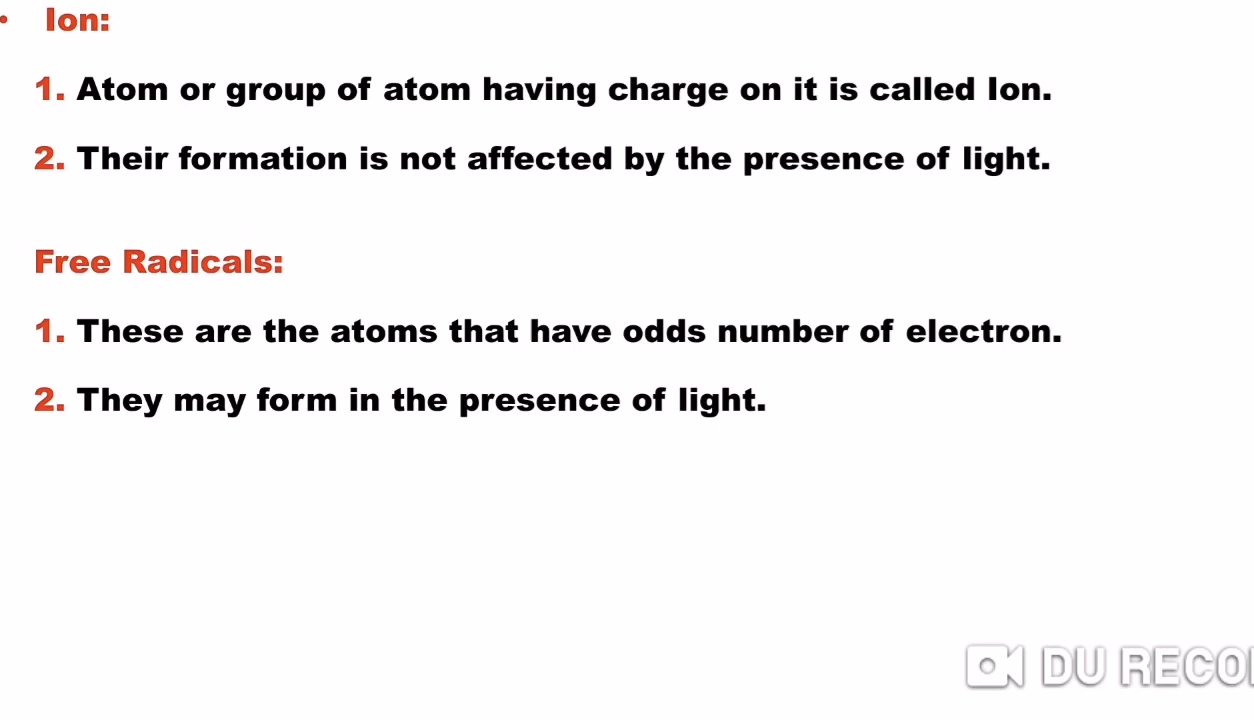 • Ion:
1. Atom or group of atom having charge on it is called Ion.
2. Their formation is not affected by the presence of light.
Free Radicals:
1. These are the atoms that have odds number of electron.
2. They may form in the presence of light.
DU RECO